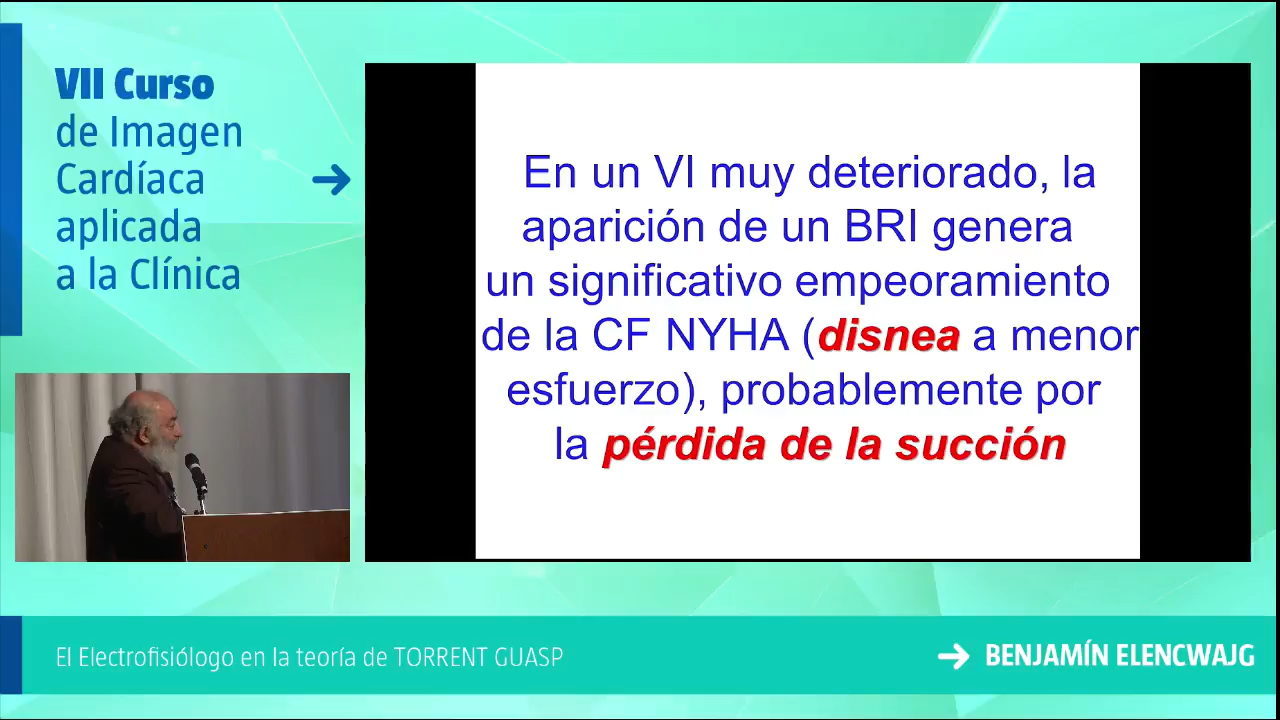 VII Curso
de Imagen
Cardíaca
aplicada
a la Clínica
En un VI muy deteriorado, la
aparición de un BRI genera
un significativo empeoramiento
de la CF NYHA (disnea a menor
esfuerzo), probablemente por
la pérdida de la succión
El Electrofisiólogo en la teoría de TORRENT GUASP
BENJAMÍN ELENCWAJG